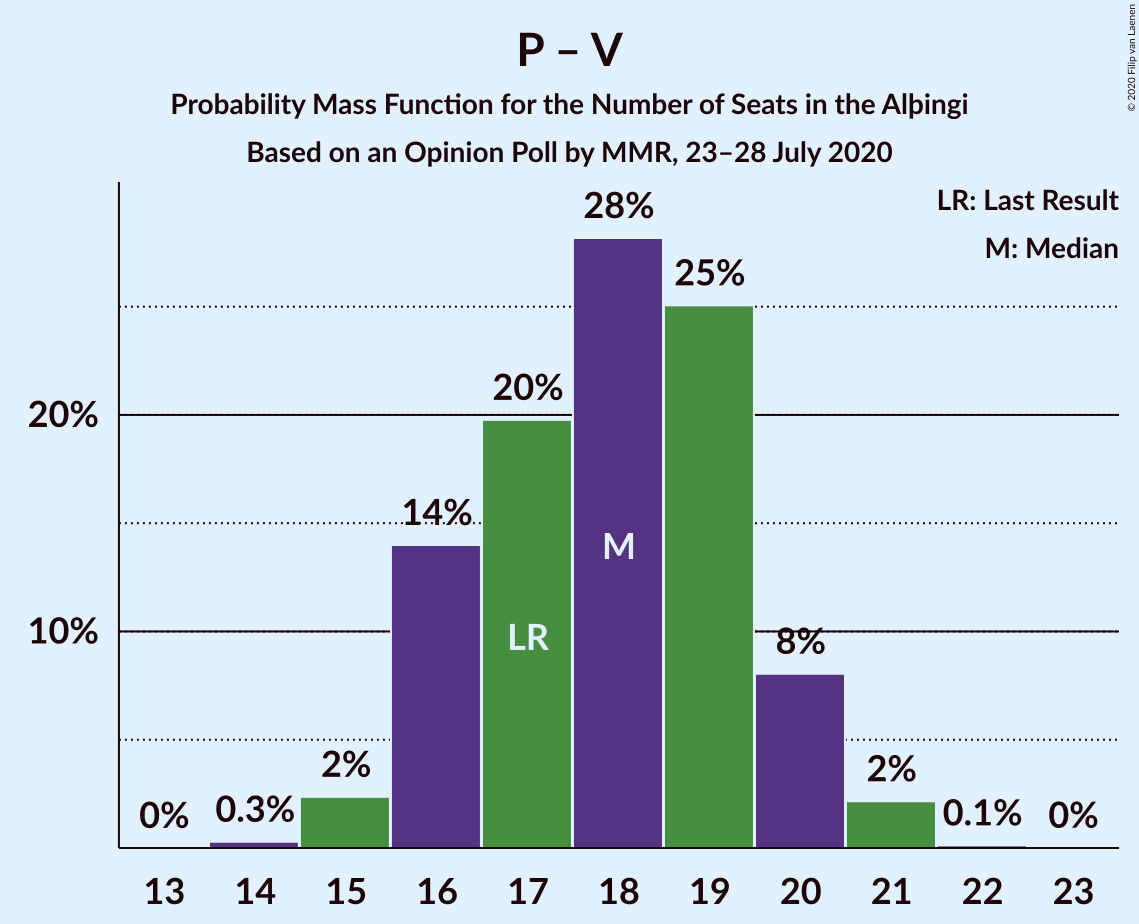 P – V
Probability Mass Function for the Number of Seats in the Alþingi
Based on an Opinion Poll by MMR, 23–28 July 2020
© 2020 Filip van Laenen
LR: Last Result
M: Median
20%
10%
0%
0.3%
2%
14%
20%
28%
25%
8%
2%
0.1%
0%
LR
M
13 14 15 16 17 18 19 20 21 22 23